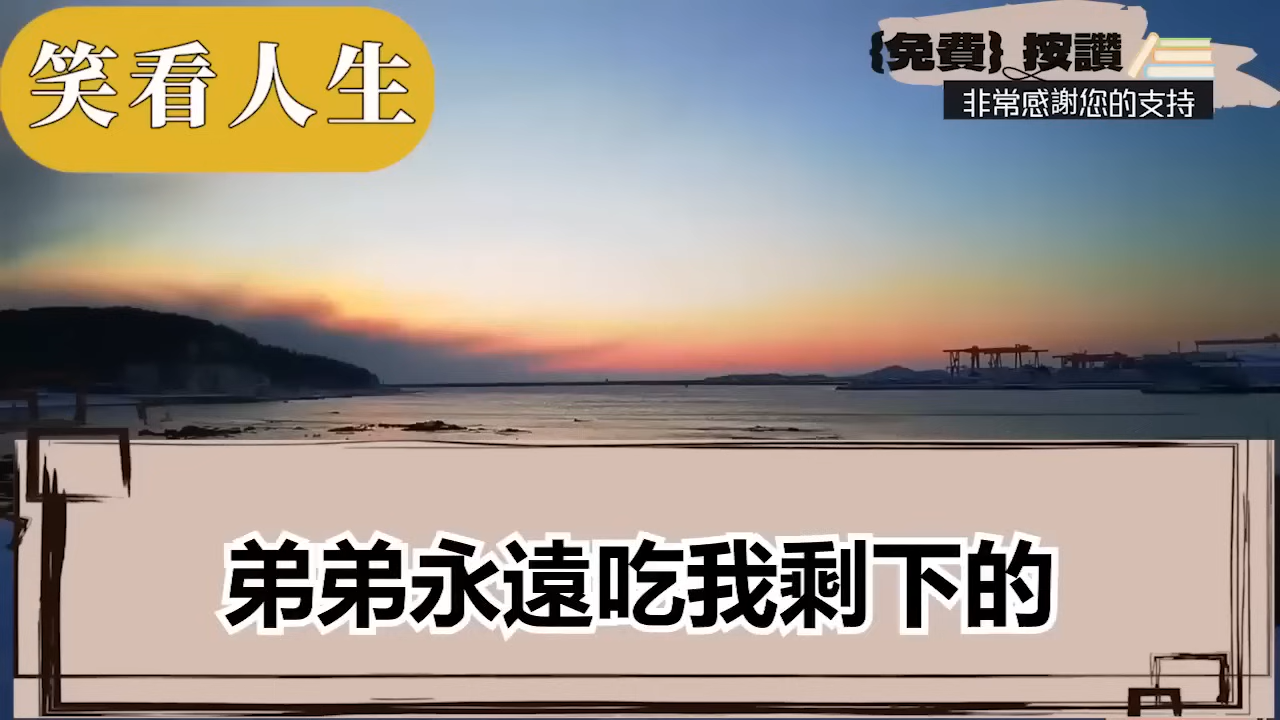 笑看人生
{免費} 按讚
非常感謝您的支持
弟弟永遠吃我剩下的